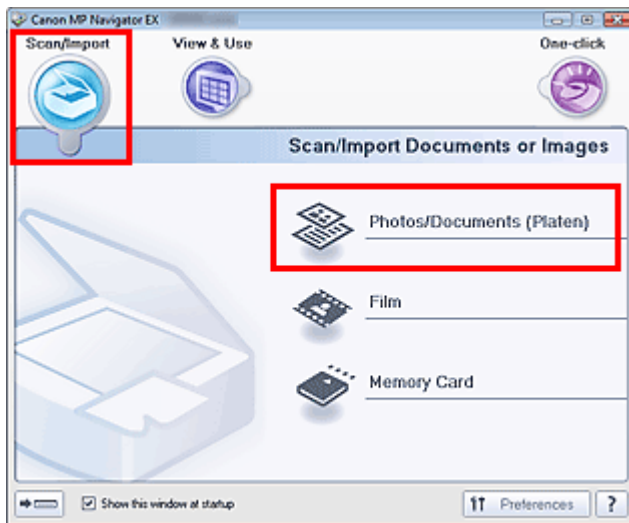 Canon MP Navigator EX
Scan/Import View & Use One-click
Scan/Import Documents or Images
Photos/Documents (Platen)
Film
Memory Card
Show this window at startup Preferences ?